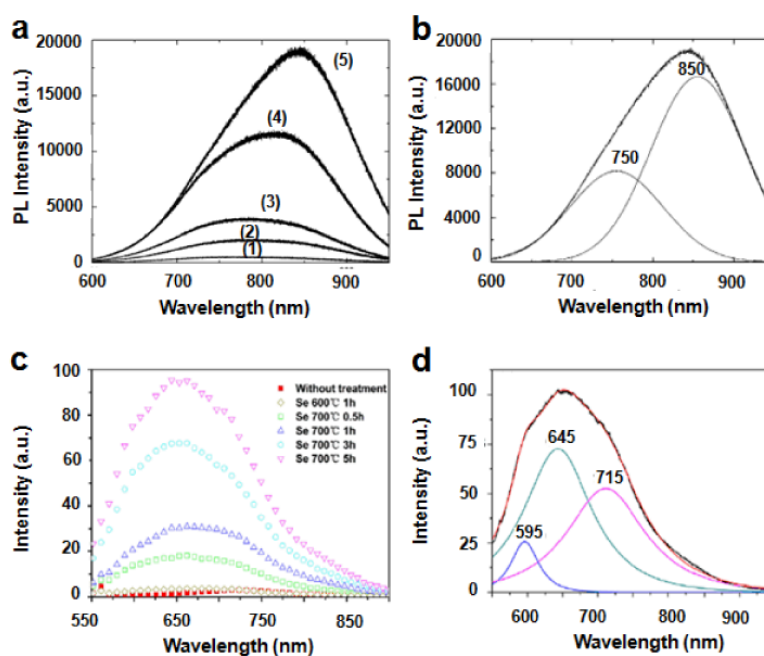 a
PL Intensity (a.u.)
20000
15000
10000
5000
0
(5)
(4)
(3)
(2)
(1)
600 700 800 900
Wavelength (nm)
b
PL Intensity (a.u.)
20000
16000
12000
8000
4000
0
850
750
600 700 800 900
Wavelength (nm)
c
Intensity (a.u.)
100
80
60
40
20
0
Without treatment
Se 600℃ 1h
Se 700℃ 0.5h
Se 700℃ 1h
Se 700℃ 3h
Se 700℃ 5h
550 650 750 850
Wavelength (nm)
d
Intensity (a.u.)
100
75
50
25
0
645
715
595
600 700 800 900
Wavelength (nm)